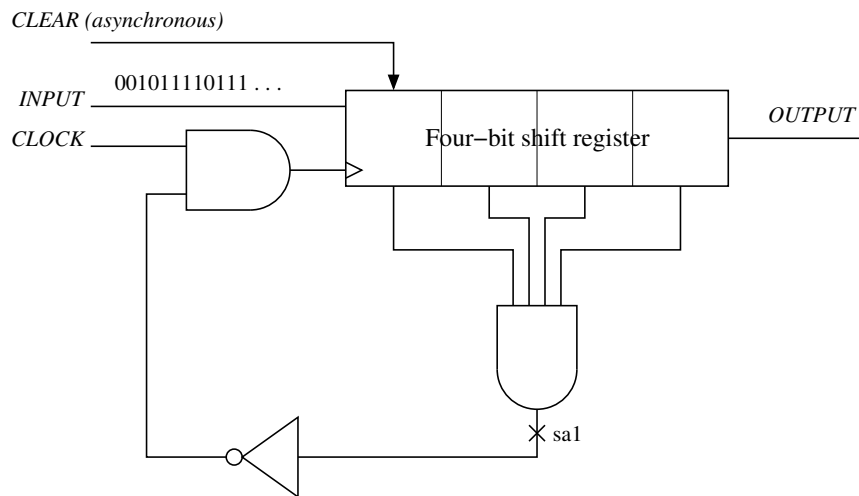 CLEAR (asynchronous)
001011110111 . . .
INPUT
OUTPUT
CLOCK
Four−bit shift register
sa1